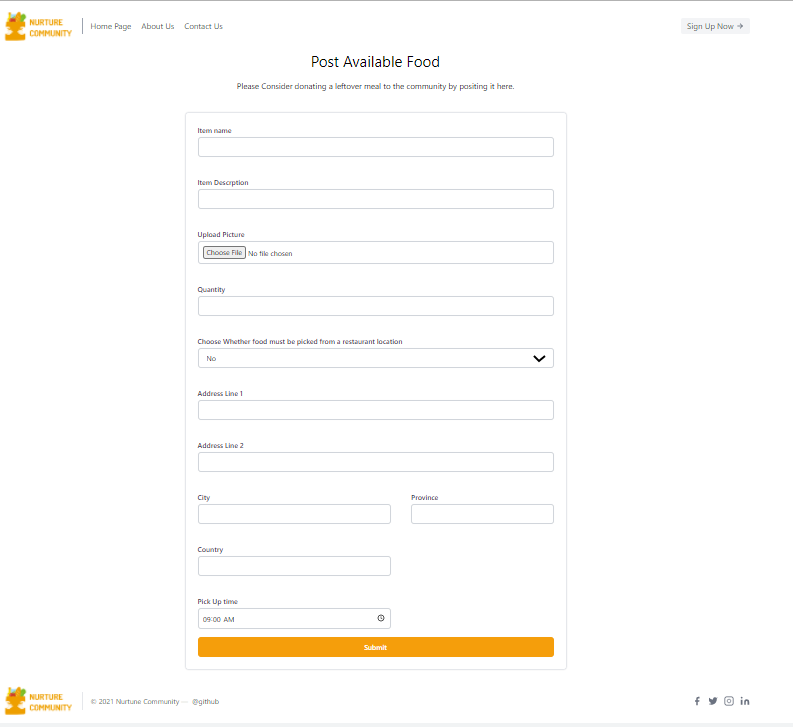 NURTURE
COMMUNITY
Home Page About Us Contact Us
Sign Up Now →
Post Available Food
Please Consider donating a leftover meal to the community by positing it here.
Item name
Item Descrption
Upload Picture
Choose File No file chosen
Quantity
Choose Whether food must be picked from a restaurant location
No
Address Line 1
Address Line 2
City Province
Country
Pick Up time
09:00 AM
Submit
NURTURE
COMMUNITY
© 2021 Nurtune Community — @github